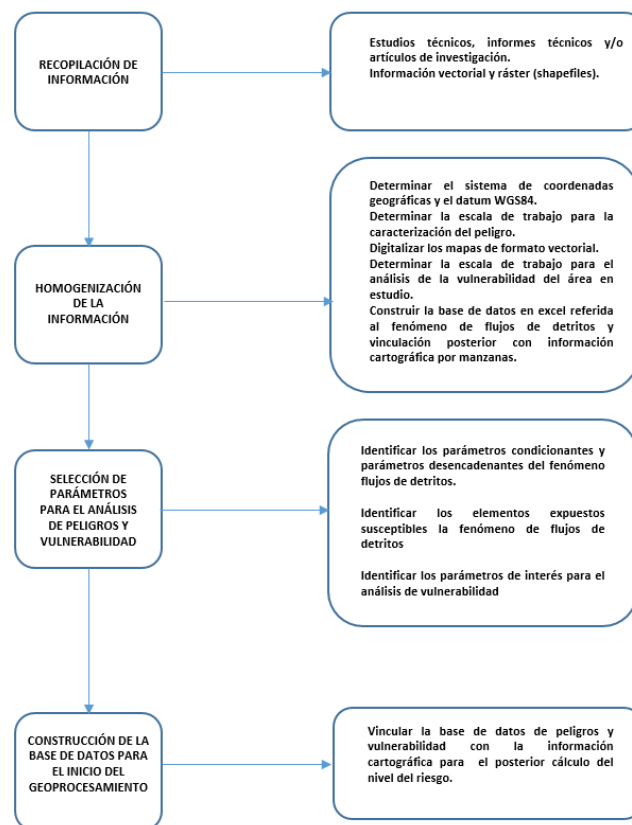 RECOPILACIÓN DE
INFORMACIÓN
Estudios técnicos, informes técnicos y/o
artículos de investigación.
Información vectorial y ráster (shapefiles).
HOMOGENIZACIÓN
DE LA
INFORMACIÓN
Determinar el sistema de coordenadas
geográficas y el datum WGS84.
Determinar la escala de trabajo para la
caracterización del peligro.
Digitalizar los mapas de formato vectorial.
Determinar la escala de trabajo para el
análisis de la vulnerabilidad del área en
estudio.
Construir la base de datos en excel referida
al fenómeno de flujos de detritos y
vinculación posterior con información
cartográfica por manzanas.
SELECCIÓN DE
PARÁMETROS
PARA EL ANÁLISIS
DE PELIGROS Y
VULNERABILIDAD
Identificar los parámetros condicionantes y
parámetros desencadenantes del fenómeno
flujos de detritos.
Identificar los elementos expuestos
susceptibles la fenómeno de flujos de
detritos
Identificar los parámetros de interés para el
análisis de vulnerabilidad
CONSTRUCCIÓN DE LA
BASE DE DATOS PARA
EL INICIO DEL
GEOPROCESAMIENTO
Vincular la base de datos de peligros y
vulnerabilidad con la información
cartográfica para el posterior cálculo del
nivel del riesgo.